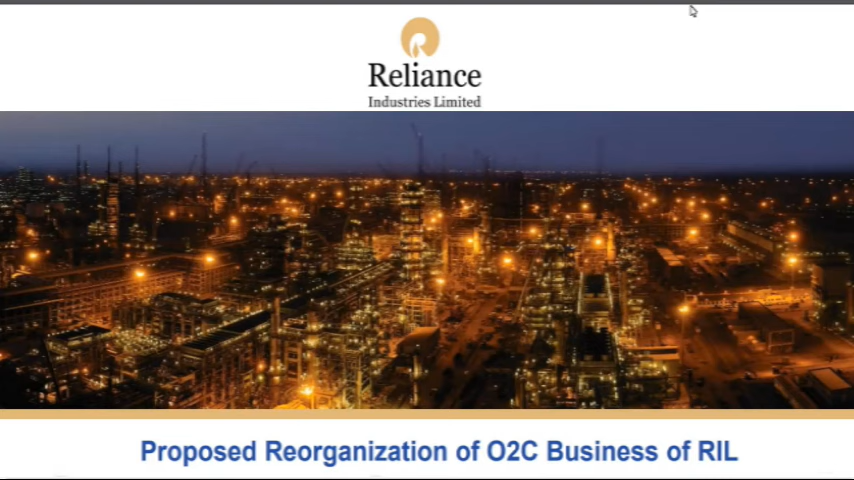 Reliance
Industries Limited
Proposed Reorganization of O2C Business of RIL